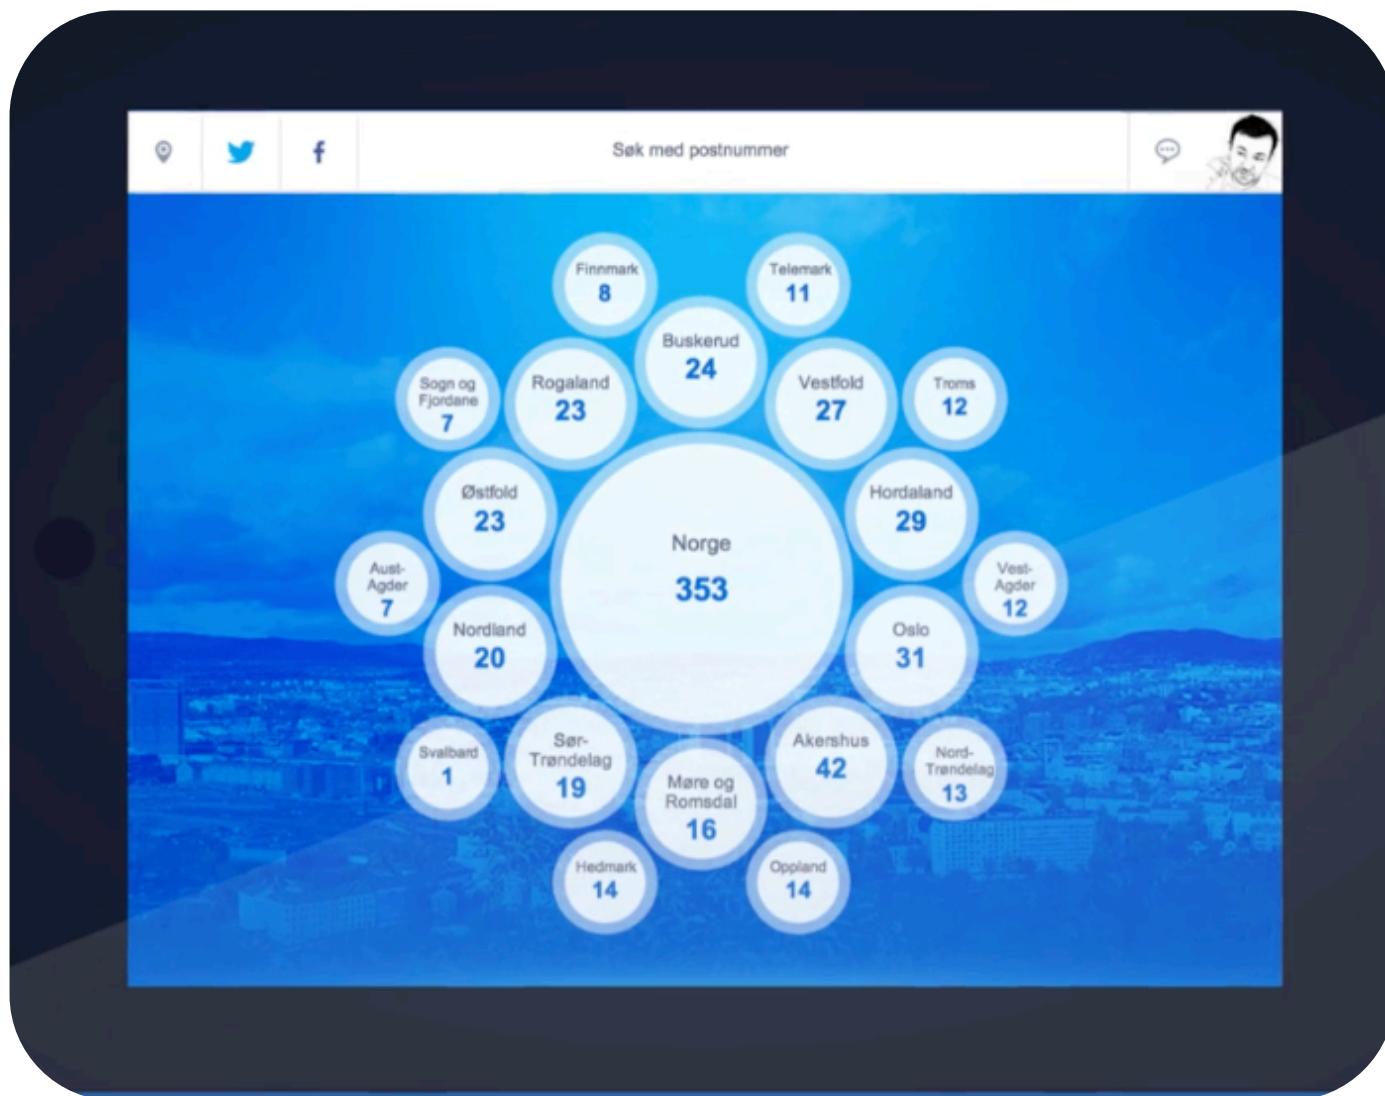 Søk med postnummer
Finnmark
8
Telemark
11
Buskerud
24
Sogn og
Fjordane
7
Rogaland
23
Vestfold
27
Troms
12
Østfold
23
Hordaland
29
Norge
353
Aust-
Agder
7
Vest-
Agder
12
Nordland
20
Oslo
31
Svalbard
1
Sør-
Trøndelag
19
Møre og
Romsdal
16
Akershus
42
Nord-
Trøndelag
13
Hedmark
14
Oppland
14